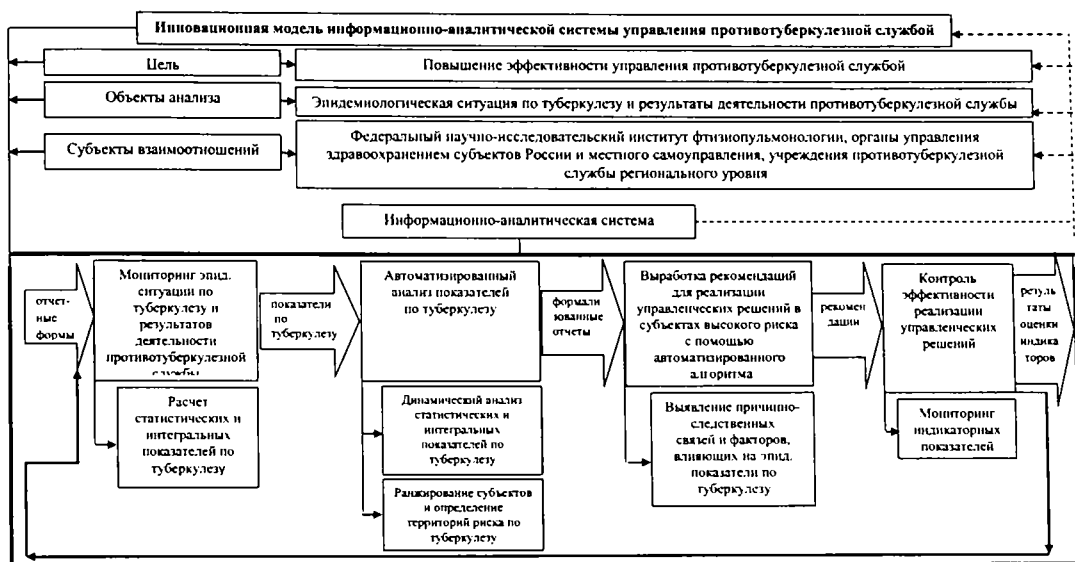 Инновационная модель информационно-аналитической системы управления противотуберкулезной службой
Цель
Повышение эффективности управления противотуберкулезной службой
Объекты анализа
Эпидемиологическая ситуация по туберкулезу и результаты деятельности противотуберкулезной службы
Субъекты взаимоотношений
Федеральный научно-исследовательский институт фтизиопульмонологии, органы управления
здравоохранением субъектов России и местного самоуправления, учреждения противотуберкулезной
службы регионального уровня
Информационно-аналитическая система
отчет-
ные
формы
Мониторинг эпид.
ситуации по
туберкулезу и
результатов
деятельности
противотуберкулезной
службы
Расчет
статистических и
интегральных
показателей по
туберкулезу
показатели
по
туберкулезу
Автоматизированный
анализ показателей
по туберкулезу
Динамический анализ
статистических и
интегральных
показателей по
туберкулезу
Ранжирование субъектов
и определение
территорий риска по
туберкулезу
формали
юванные
отчеты
Выработка рекомендаций
для реализации
управленческих решений в
субъектах высокого риска
с помощью
автоматизированного
алгоритма
Выявление причинно-
следственных
связей и факторов,
влияющих на эпид.
показатели по
туберкулезу
рекомен
дации
Контроль
эффективности
реализации
управленческих
решений
Мониторинг
индикаторных
показателей
резуль
таты
оценки
индика
торов